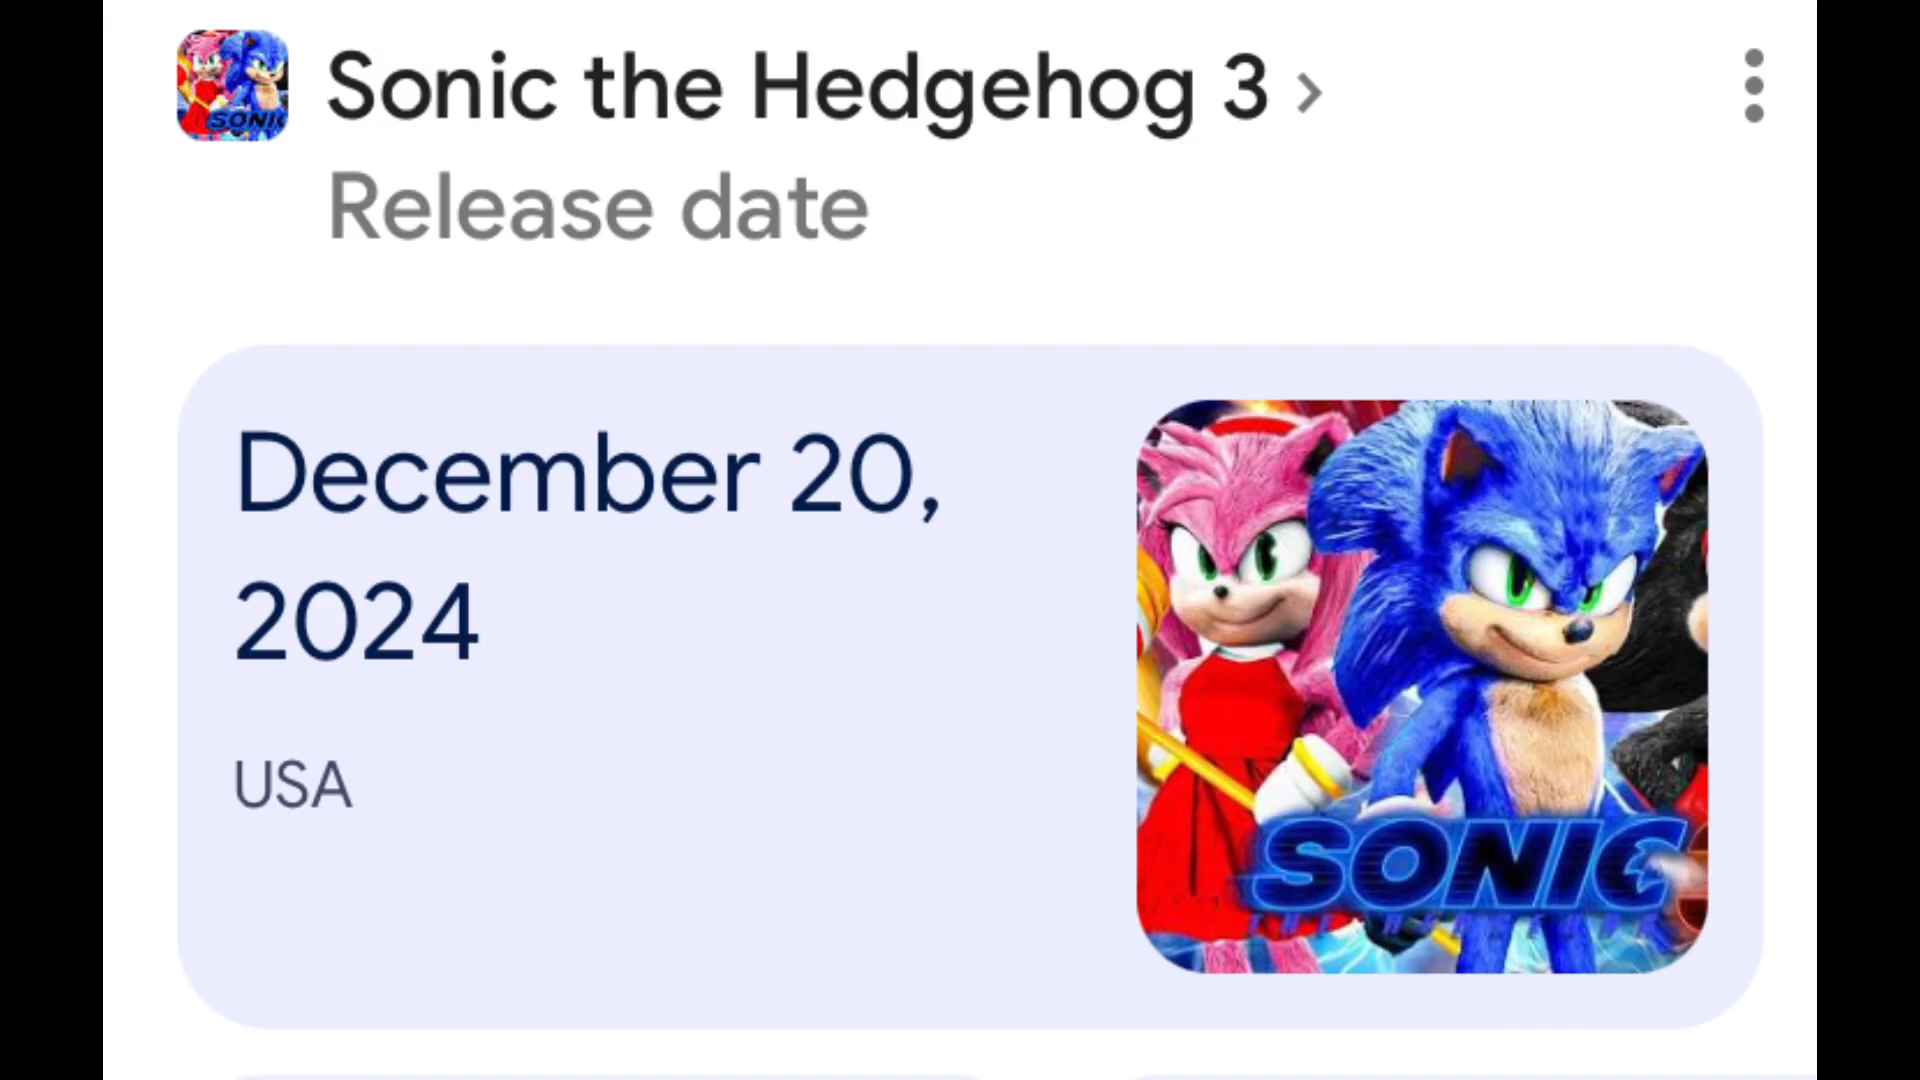 Sonic the Hedgehog 3
Release date
December 20,
2024
USA
SONIC